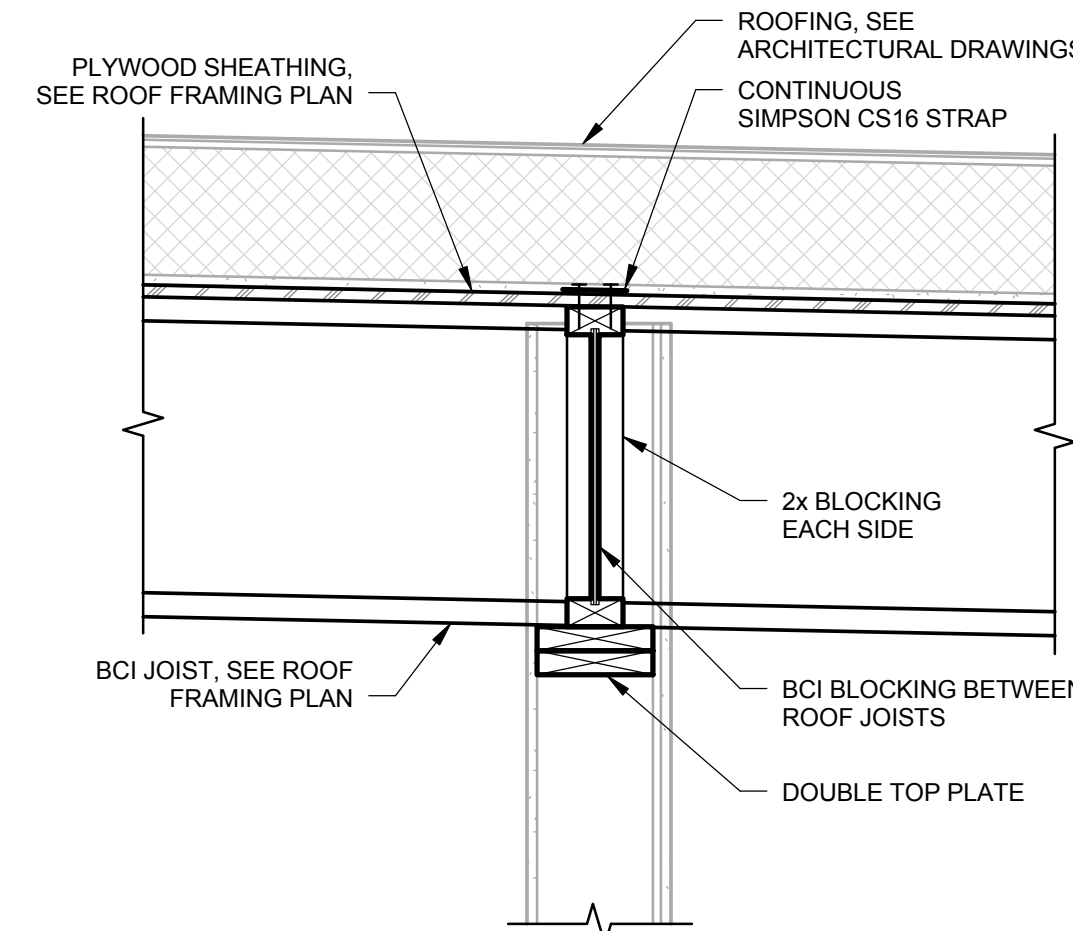 ROOFING, SEE
ARCHITECTURAL DRAWINGS
PLYWOOD SHEATHING,
SEE ROOF FRAMING PLAN
CONTINUOUS
SIMPSON CS16 STRAP
2x BLOCKING
EACH SIDE
BCI JOIST, SEE ROOF
FRAMING PLAN
BCI BLOCKING BETWEEN
ROOF JOISTS
DOUBLE TOP PLATE